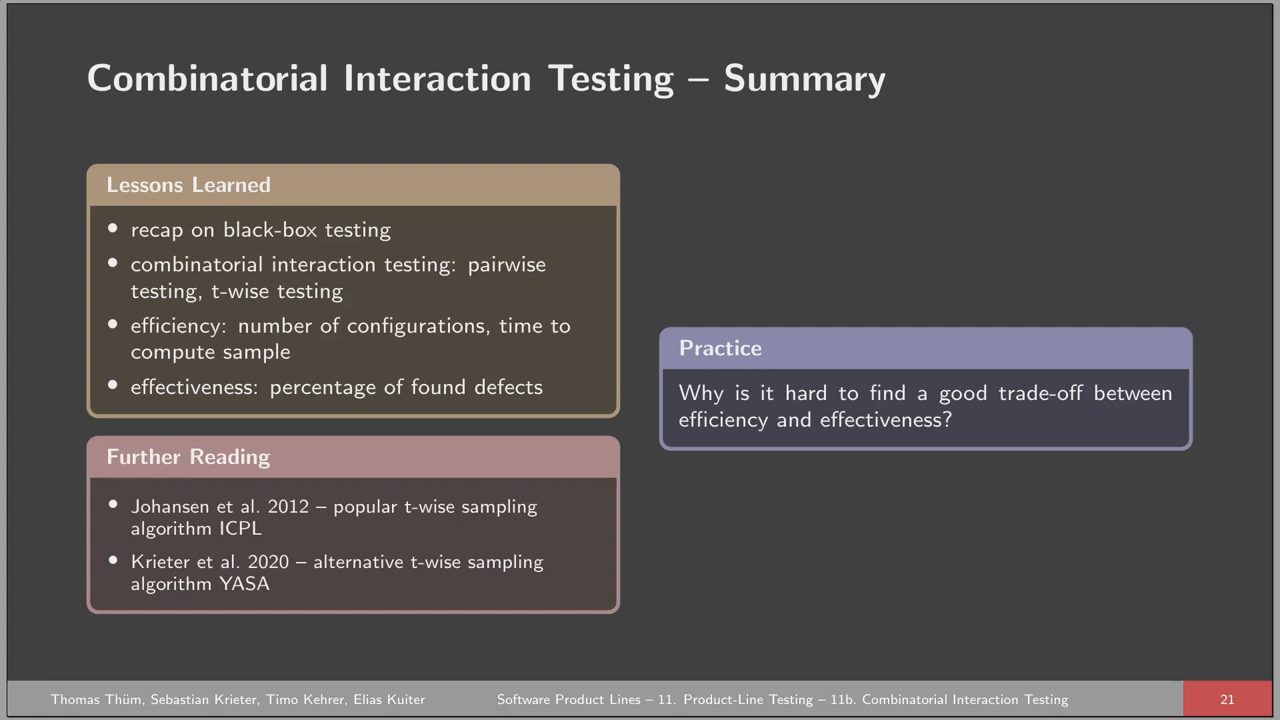 Combinatorial Interaction Testing – Summary
Lessons Learned
• recap on black-box testing
• combinatorial interaction testing: pairwise
testing, t-wise testing
• efficiency: number of configurations, time to
compute sample
• effectiveness: percentage of found defects
Further Reading
• Johansen et al. 2012 – popular t-wise sampling
algorithm ICPL
• Krieter et al. 2020 – alternative t-wise sampling
algorithm YASA
Practice
Why is it hard to find a good trade-off between
efficiency and effectiveness?
Thomas Thüm, Sebastian Krieter, Timo Kehrer, Elias Kuiter
Software Product Lines – 11. Product-Line Testing – 11b. Combinatorial Interaction Testing
21